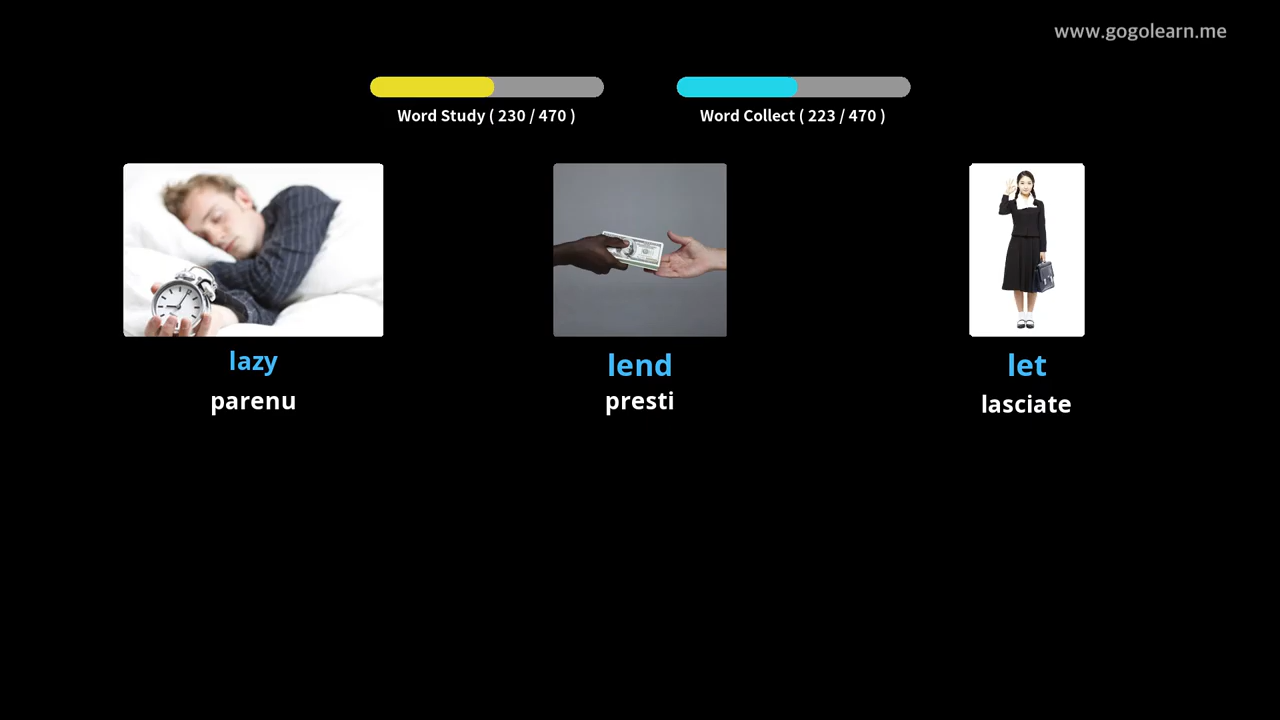 www.gogolearn.me
Word Study ( 230 / 470 )
Word Collect ( 223 / 470 )
lazy
parenu
lend
presti
let
lasciate